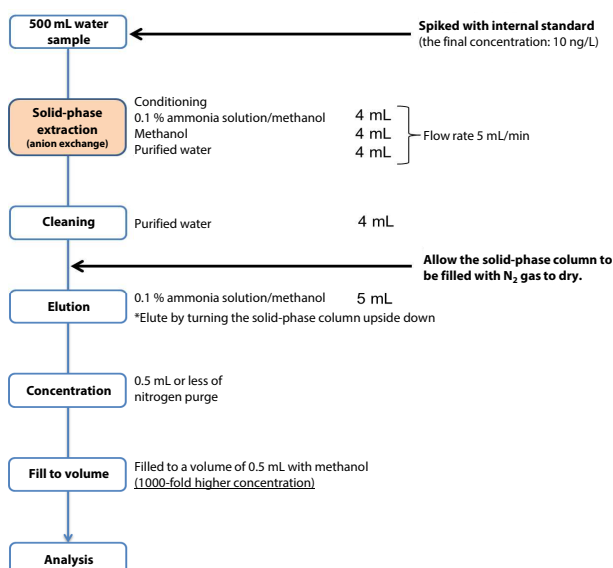 500 mL water
sample
Spiked with internal standard
(the final concentration: 10 ng/L)
Solid-phase
extraction
(anion exchange)
Conditioning
0.1 % ammonia solution/methanol 4 mL
Methanol 4 mL
Purified water 4 mL
Flow rate 5 mL/min
Cleaning
Purified water 4 mL
Allow the solid-phase column to
be filled with N₂ gas to dry.
Elution
0.1 % ammonia solution/methanol 5 mL
*Elute by turning the solid-phase column upside down
Concentration
0.5 mL or less of
nitrogen purge
Fill to volume
Filled to a volume of 0.5 mL with methanol
(1000-fold higher concentration)
Analysis